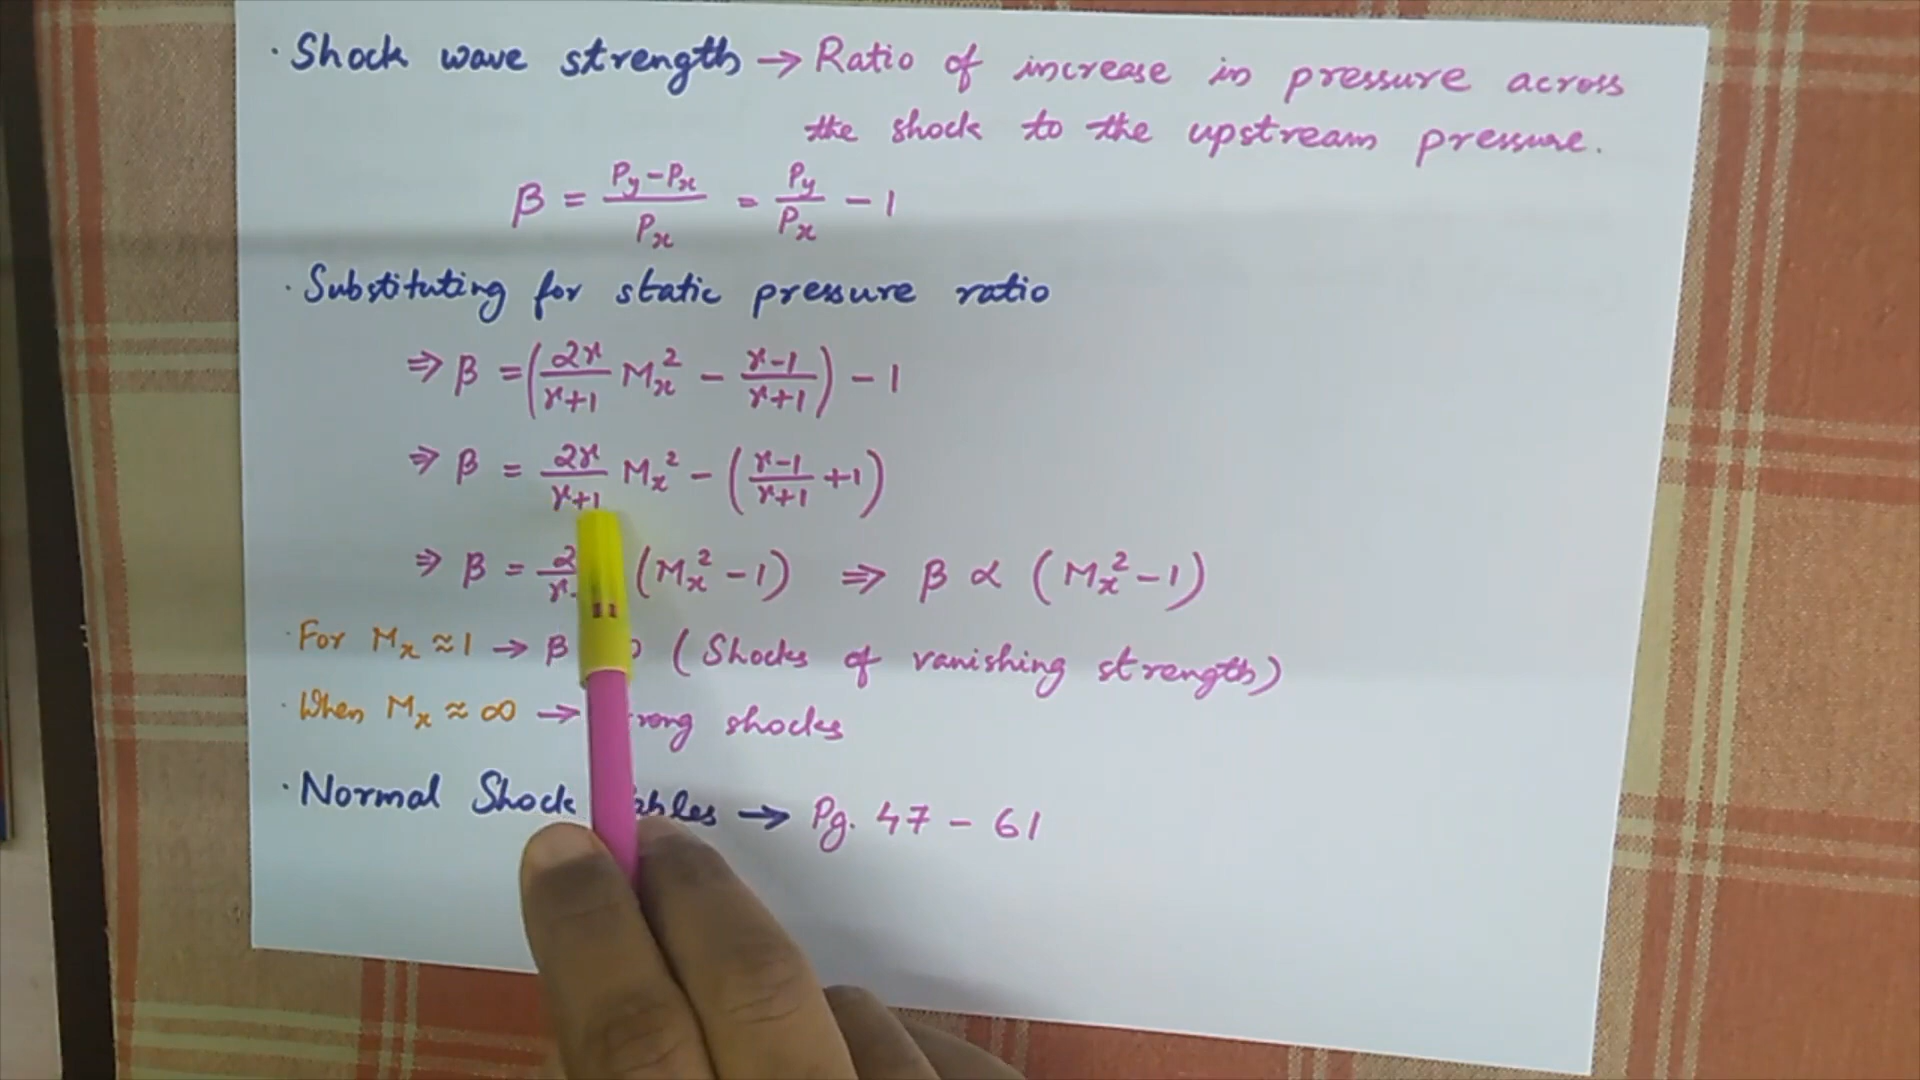 · Shock wave strength → Ratio of increase in pressure across
the shock to the upstream pressure.
β = (Py - Px)/Px = Py/Px - 1
· Substituting for static pressure ratio
⇒ β = (2γ/(γ+1) Mx² - (γ-1)/(γ+1)) - 1
⇒ β = 2γ/(γ+1) Mx² - ((γ-1)/(γ+1) + 1)
⇒ β = (Mx² - 1) ⇒ β ∝ (Mx² - 1)
· For Mx ≈ 1 → β (Shocks of vanishing strength)
· When Mx ≈ ∞ → shocks
· Normal Shock → Pg. 47 - 61